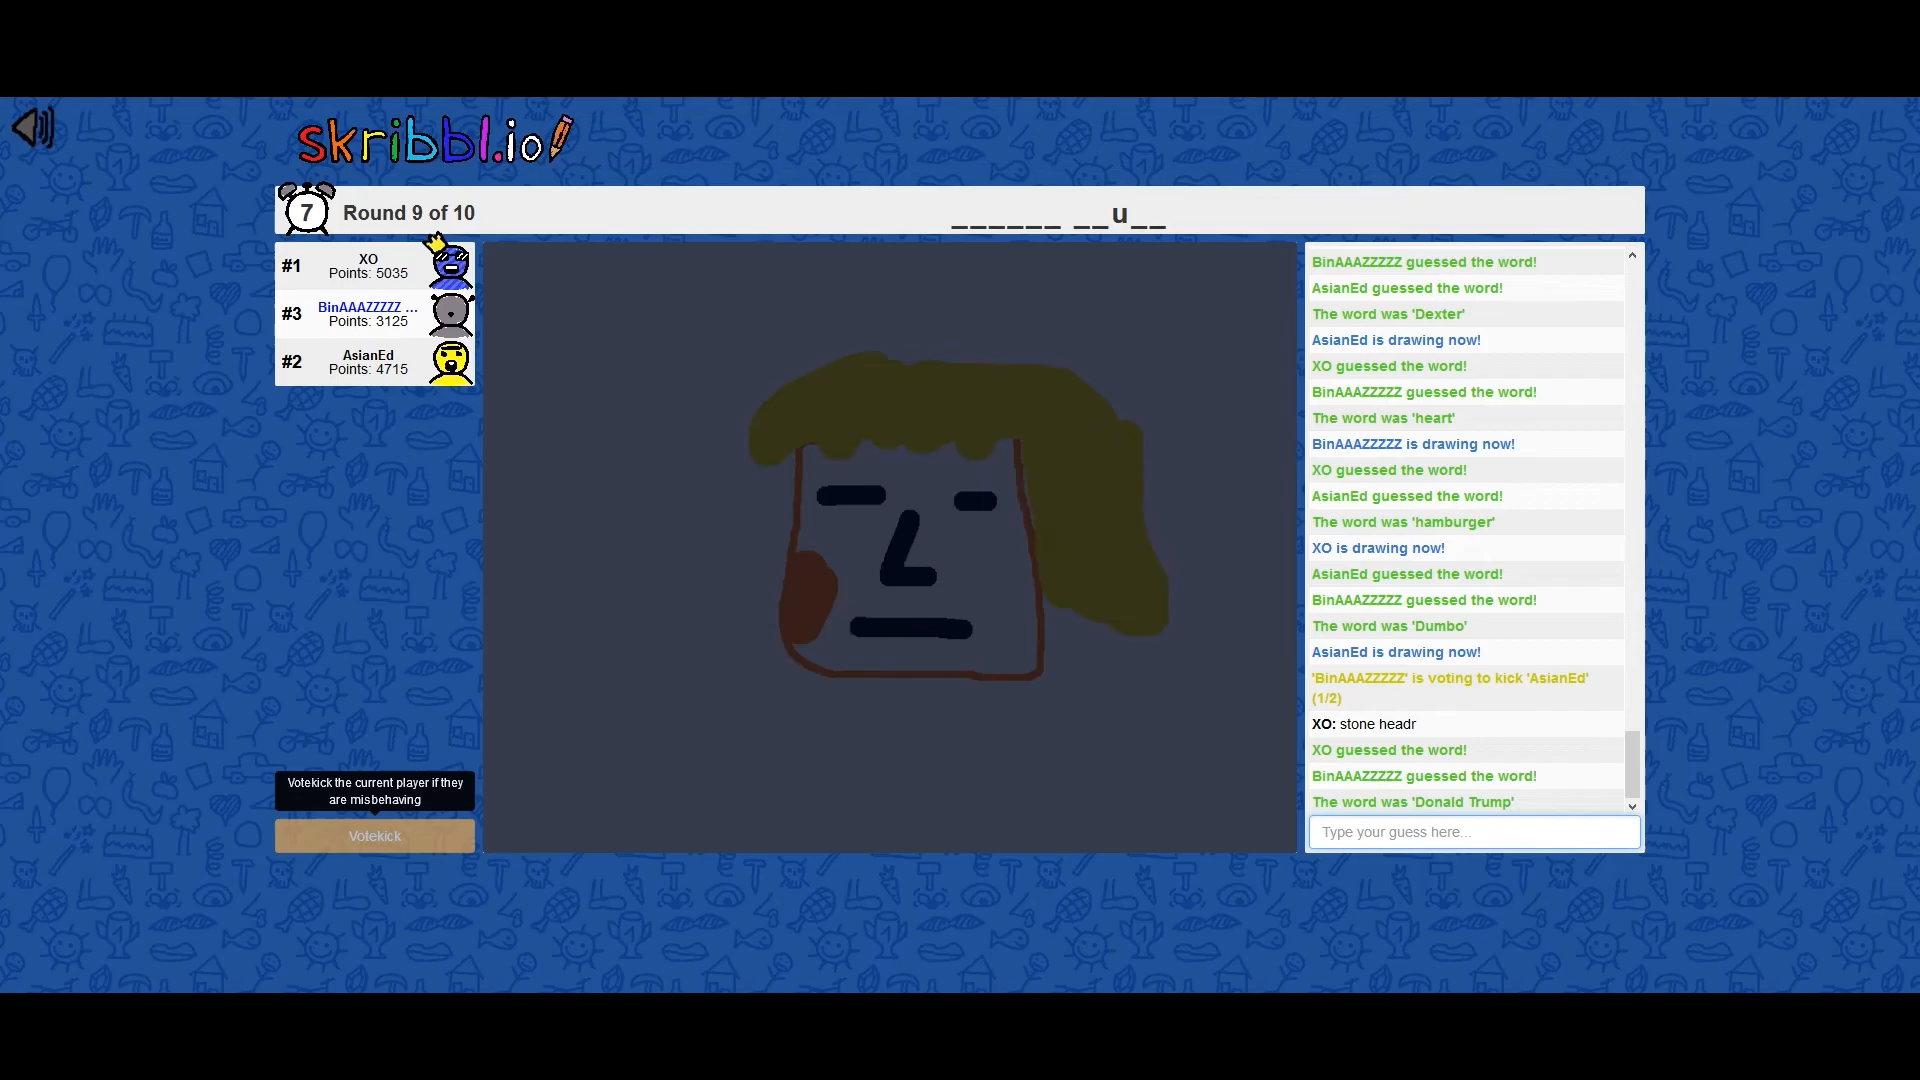 skribbl.io
7
Round 9 of 10
______ __u__
#1
XO
Points: 5035
#3
BinAAAZZZZZ ...
Points: 3125
#2
AsianEd
Points: 4715
Votekick the current player if they
are misbehaving
Votekick
BinAAAZZZZZ guessed the word!
AsianEd guessed the word!
The word was 'Dexter'
AsianEd is drawing now!
XO guessed the word!
BinAAAZZZZZ guessed the word!
The word was 'heart'
BinAAAZZZZZ is drawing now!
XO guessed the word!
AsianEd guessed the word!
The word was 'hamburger'
XO is drawing now!
AsianEd guessed the word!
BinAAAZZZZZ guessed the word!
The word was 'Dumbo'
AsianEd is drawing now!
'BinAAAZZZZZ' is voting to kick 'AsianEd'
(1/2)
XO: stone headr
XO guessed the word!
BinAAAZZZZZ guessed the word!
The word was 'Donald Trump'
Type your guess here...